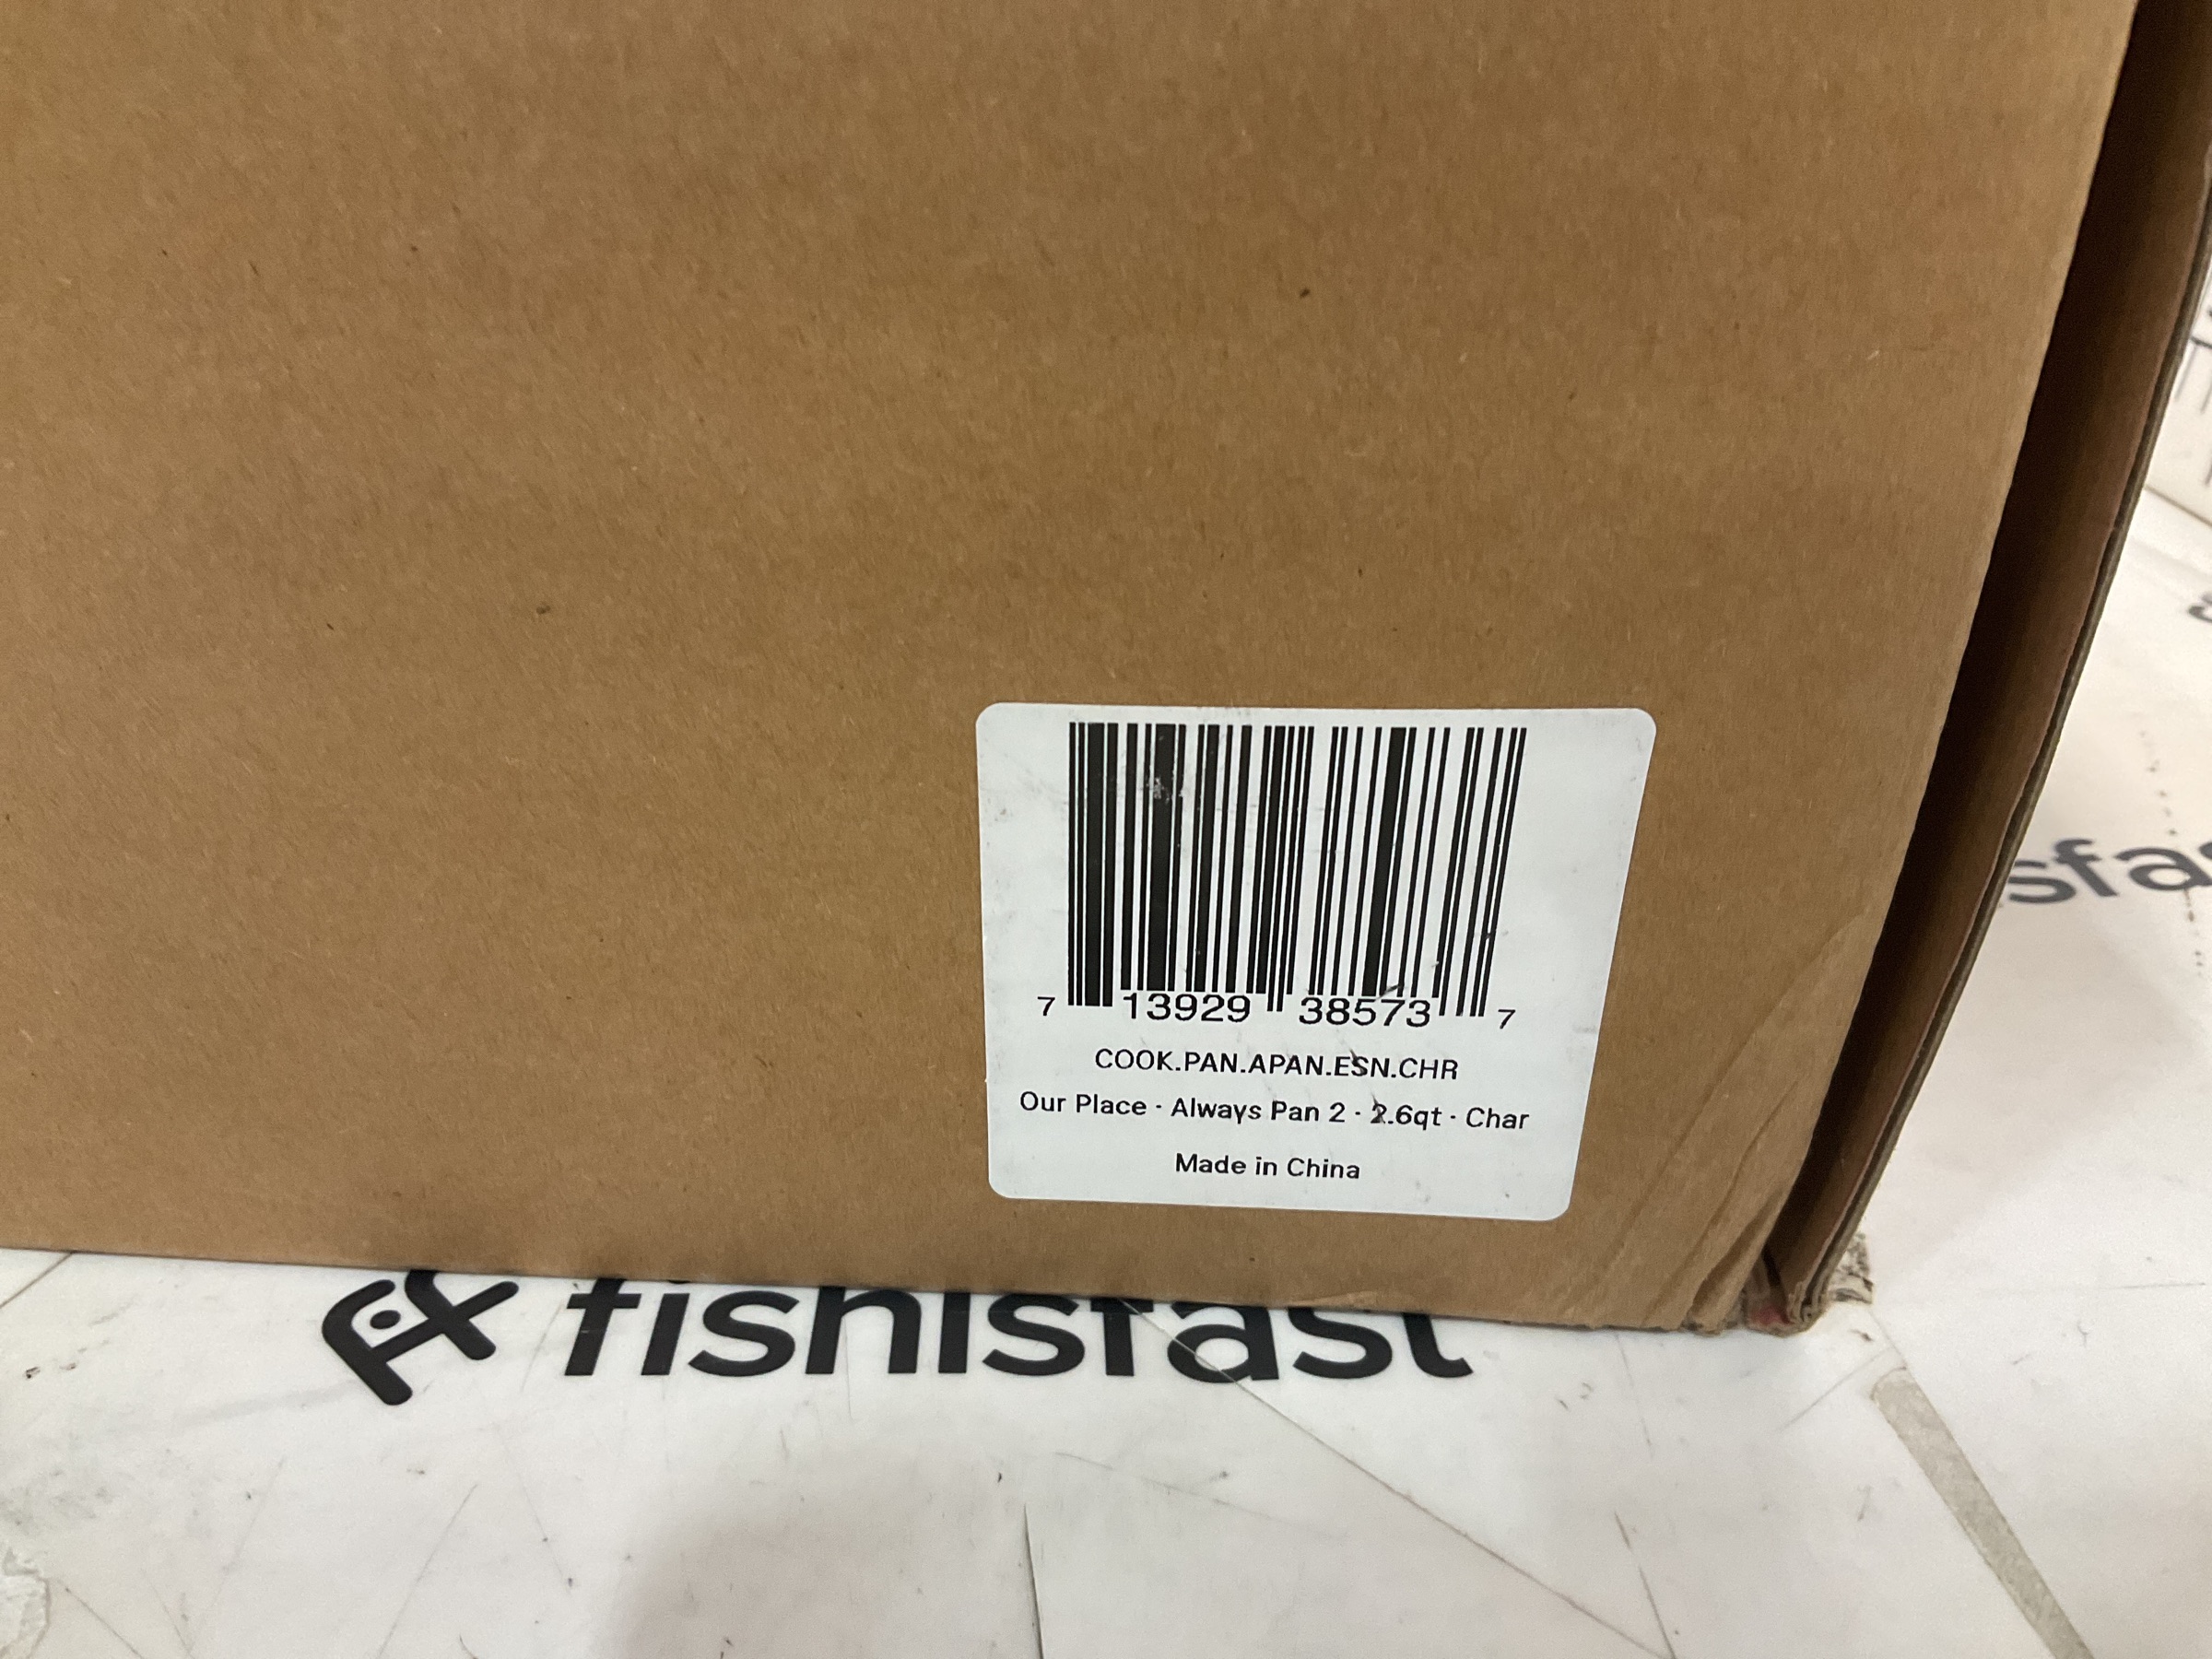 7 13929 38573 7
COOK.PAN.APAN.ESN.CHR
Our Place · Always Pan 2 · 2.6qt · Char
Made in China
fishisfast